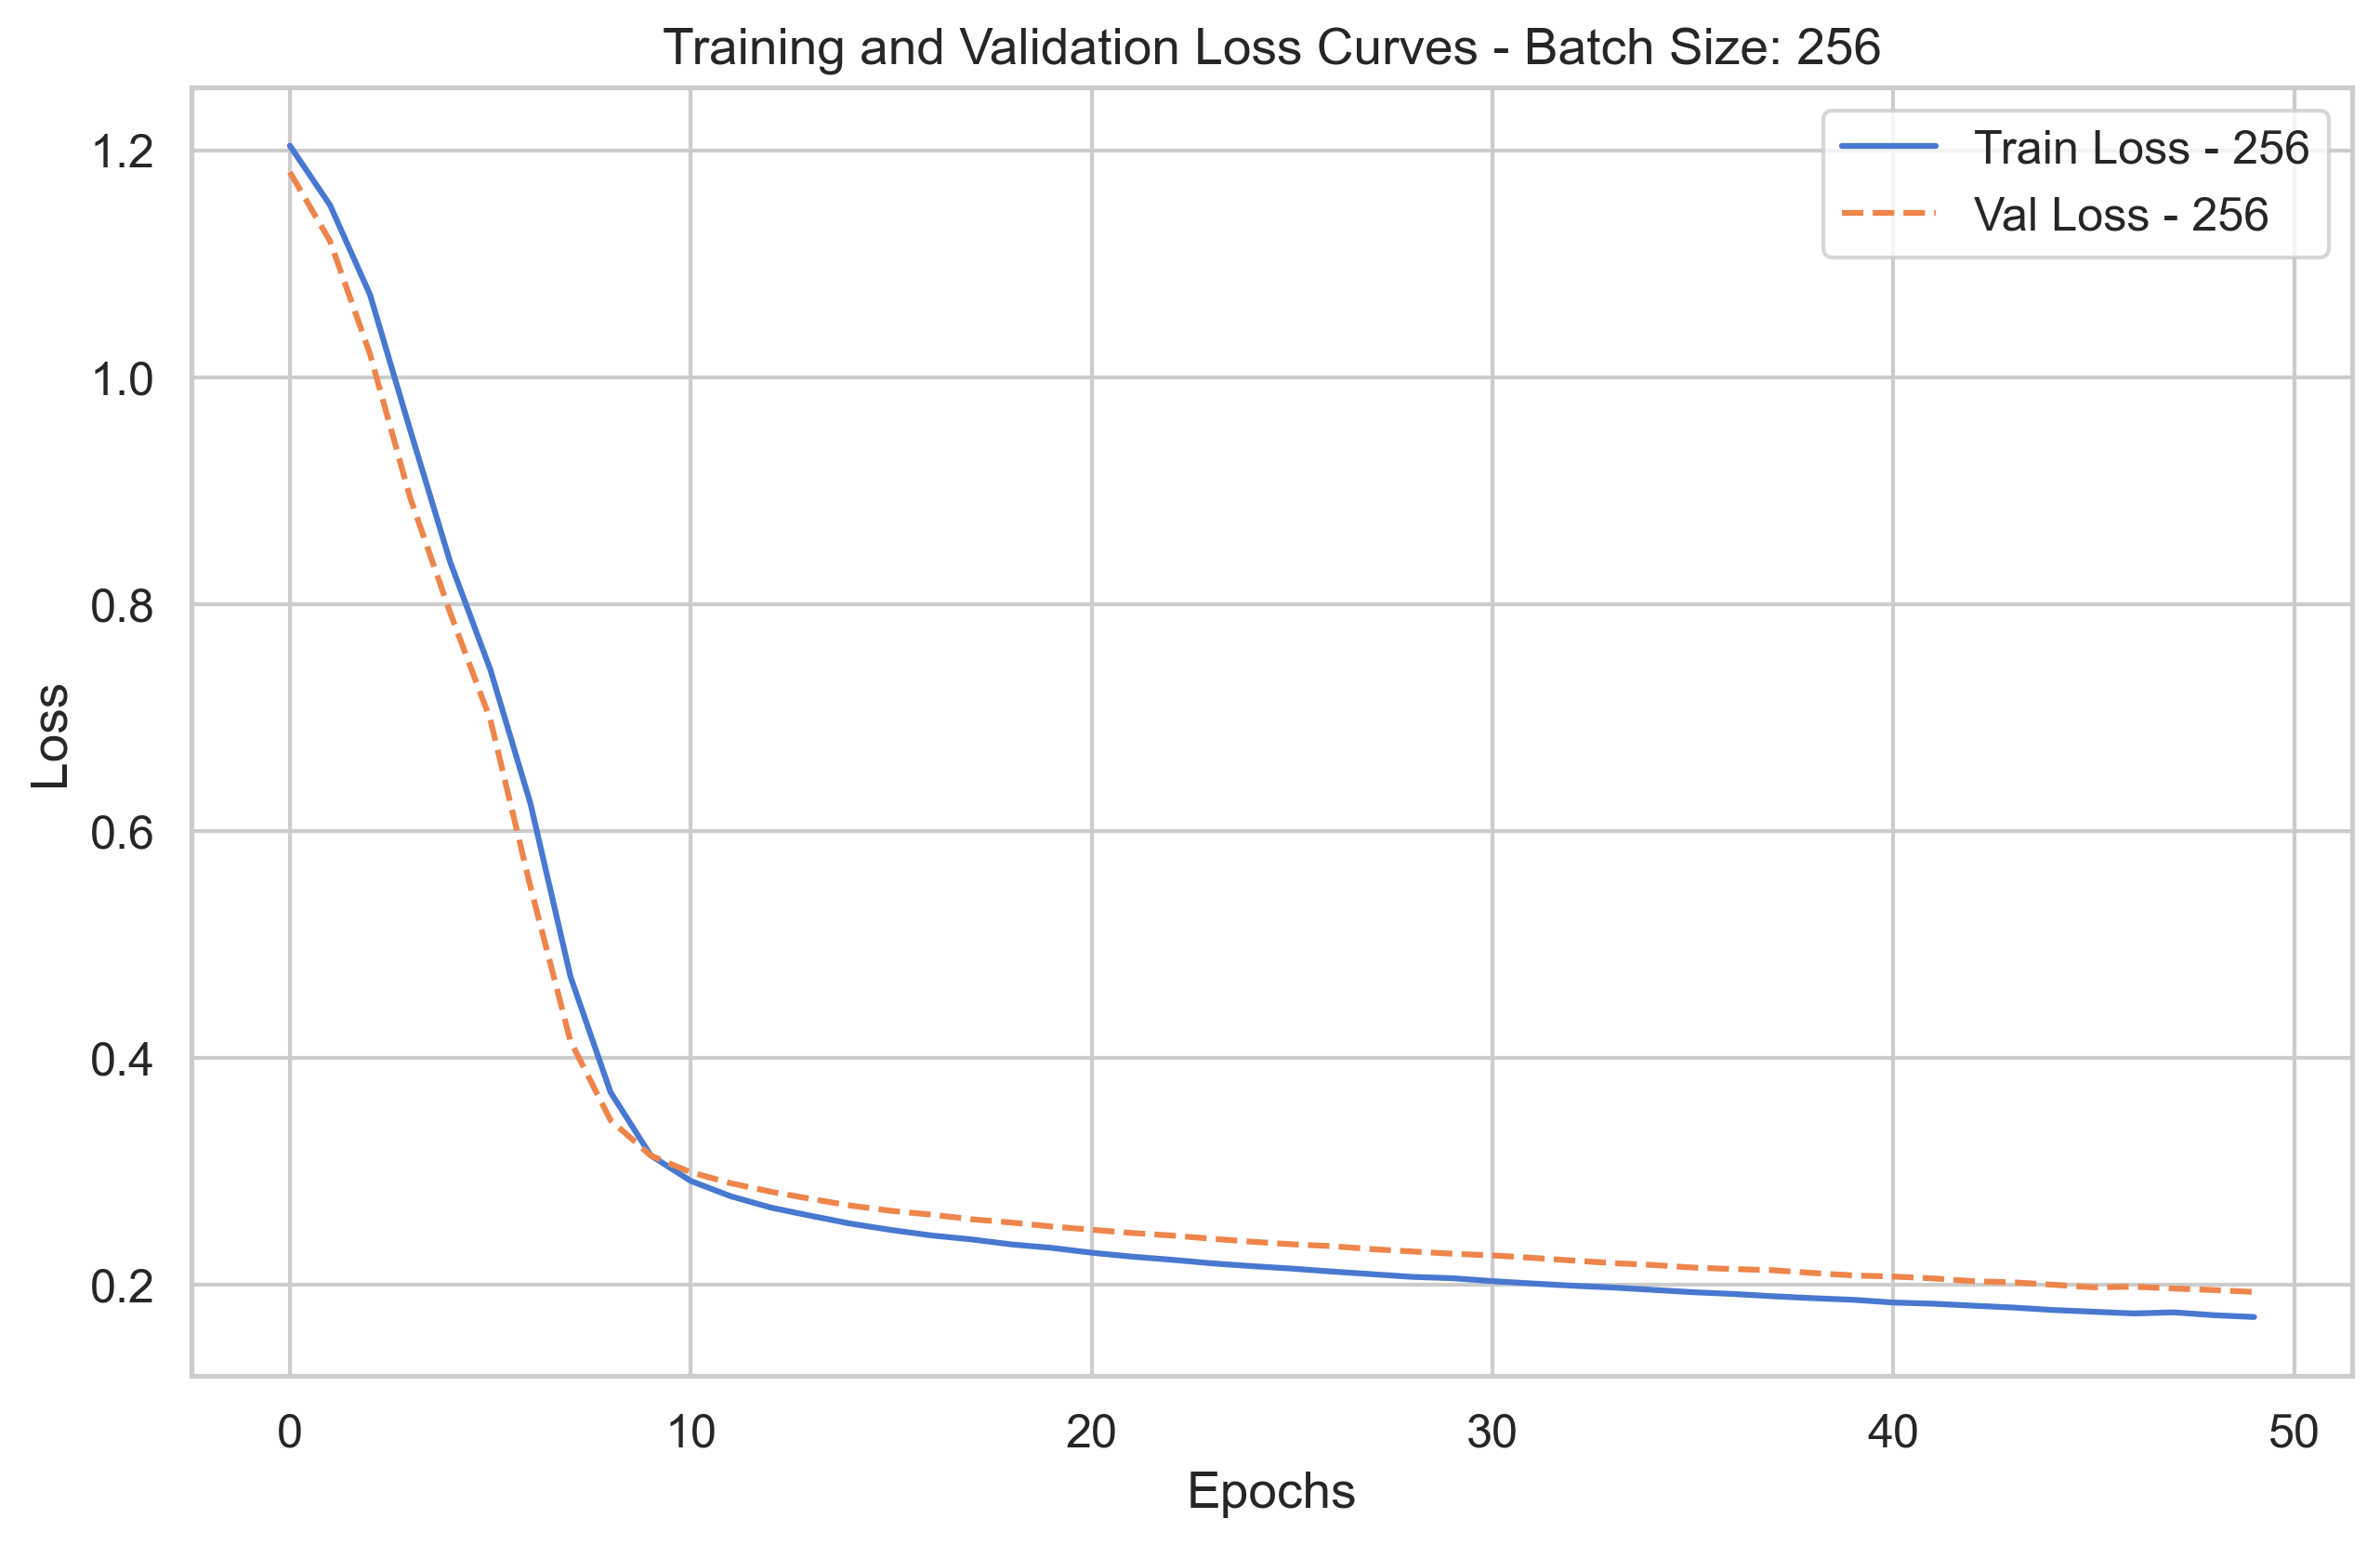 Training and Validation Loss Curves - Batch Size: 256
Train Loss - 256
Val Loss - 256
1.2
1.0
0.8
0.6
0.4
0.2
Loss
0 10 20 30 40 50
Epochs